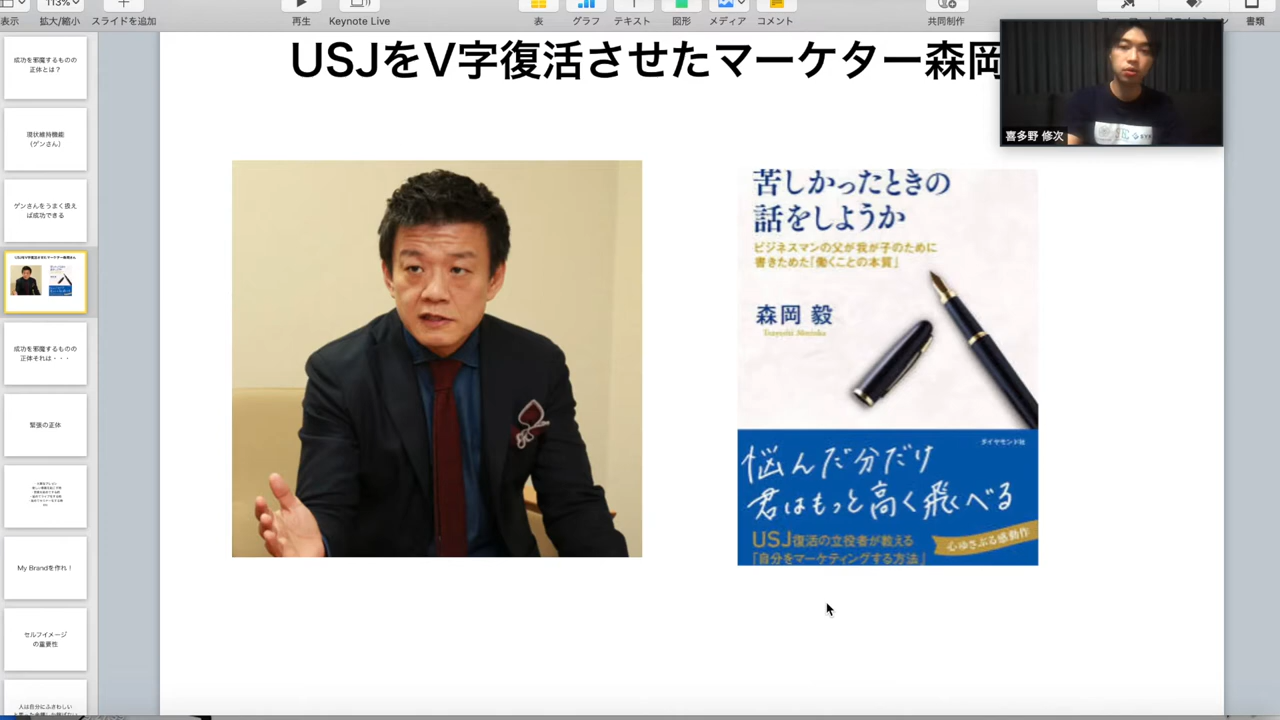 113%
表示
拡大/縮小
スライドを追加
再生
Keynote Live
表
グラフ
テキスト
図形
メディア
コメント
共同制作
書類
成功を邪魔するものの
正体とは？
現状維持機能
（ゲンさん）
ゲンさんをうまく扱え
ば成功できる
成功を邪魔するものの
正体それは・・・
緊張の正体
My Brandを作れ！
セルフイメージ
の重要性
人は自分にふさわしい
USJをV字復活させたマーケター森岡
喜多野 修次
苦しかったときの
話をしようか
ビジネスマンの父が我が子のために
書きためた「働くことの本質」
森岡 毅
Tsuyoshi Morioka
ダイヤモンド社
悩んだ分だけ
君はもっと高く飛べる
USJ復活の立役者が教える
「自分をマーケティングする方法」
心ゆさぶる感動作